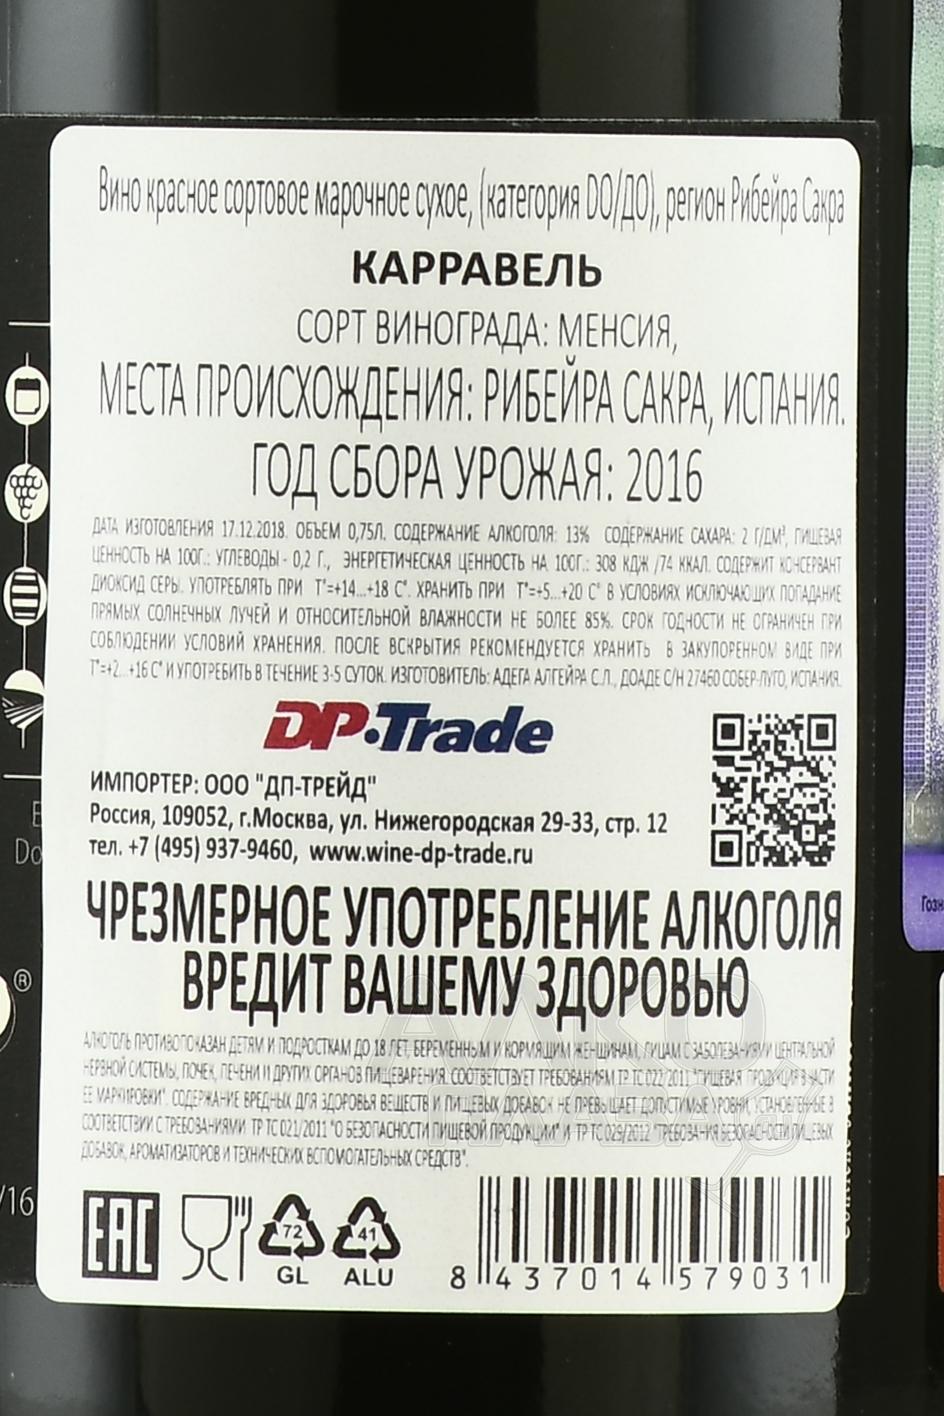 Вино красное сортовое марочное сухое, (категория DO/ДО), регион Рибейра Сакра
КАРРАВЕЛЬ
СОРТ ВИНОГРАДА: МЕНСИЯ,
МЕСТА ПРОИСХОЖДЕНИЯ: РИБЕЙРА САКРА, ИСПАНИЯ.
ГОД СБОРА УРОЖАЯ: 2016
ДАТА ИЗГОТОВЛЕНИЯ 17.12.2018. ОБЪЕМ 0,75Л. СОДЕРЖАНИЕ АЛКОГОЛЯ: 13% СОДЕРЖАНИЕ САХАРА: 2 Г/ДМ³, ПИЩЕВАЯ
ЦЕННОСТЬ НА 100Г.: УГЛЕВОДЫ - 0,2 Г., ЭНЕРГЕТИЧЕСКАЯ ЦЕННОСТЬ НА 100Г.: 308 КДЖ /74 ККАЛ. СОДЕРЖИТ КОНСЕРВАНТ
ДИОКСИД СЕРЫ. УПОТРЕБЛЯТЬ ПРИ Т°=+14...+18 С°. ХРАНИТЬ ПРИ Т°=+5...+20 С° В УСЛОВИЯХ ИСКЛЮЧАЮЩИХ ПОПАДАНИЕ
ПРЯМЫХ СОЛНЕЧНЫХ ЛУЧЕЙ И ОТНОСИТЕЛЬНОЙ ВЛАЖНОСТИ НЕ БОЛЕЕ 85%. СРОК ГОДНОСТИ НЕ ОГРАНИЧЕН ПРИ
СОБЛЮДЕНИИ УСЛОВИЙ ХРАНЕНИЯ. ПОСЛЕ ВСКРЫТИЯ РЕКОМЕНДУЕТСЯ ХРАНИТЬ В ЗАКУПОРЕННОМ ВИДЕ ПРИ
Т°=+2...+16 С° И УПОТРЕБИТЬ В ТЕЧЕНИЕ 3-5 СУТОК. ИЗГОТОВИТЕЛЬ: АДЕГА АЛГЕЙРА С.Л., ДОАДЕ С/Н 27460 СОБЕР-ЛУГО, ИСПАНИЯ.
DP·Trade
ИМПОРТЕР: ООО "ДП-ТРЕЙД"
Россия, 109052, г.Москва, ул. Нижегородская 29-33, стр. 12
тел. +7 (495) 937-9460, www.wine-dp-trade.ru
ЧРЕЗМЕРНОЕ УПОТРЕБЛЕНИЕ АЛКОГОЛЯ
ВРЕДИТ ВАШЕМУ ЗДОРОВЬЮ
АЛКОГОЛЬ ПРОТИВОПОКАЗАН ДЕТЯМ И ПОДРОСТКАМ ДО 18 ЛЕТ, БЕРЕМЕННЫМ И КОРМЯЩИМ ЖЕНЩИНАМ, ЛИЦАМ С ЗАБОЛЕВАНИЯМИ ЦЕНТРАЛЬНОЙ
НЕРВНОЙ СИСТЕМЫ, ПОЧЕК, ПЕЧЕНИ И ДРУГИХ ОРГАНОВ ПИЩЕВАРЕНИЯ. СООТВЕТСТВУЕТ ТРЕБОВАНИЯМ ТР ТС 022/2011 "ПИЩЕВАЯ ПРОДУКЦИЯ В ЧАСТИ
ЕЕ МАРКИРОВКИ". СОДЕРЖАНИЕ ВРЕДНЫХ ДЛЯ ЗДОРОВЬЯ ВЕЩЕСТВ И ПИЩЕВЫХ ДОБАВОК НЕ ПРЕВЫШАЕТ ДОПУСТИМЫЕ УРОВНИ, УСТАНОВЛЕННЫЕ В
СООТВЕТСТВИИ С ТРЕБОВАНИЯМИ ТР ТС 021/2011 "О БЕЗОПАСНОСТИ ПИЩЕВОЙ ПРОДУКЦИИ" И ТР ТС 029/2012 "ТРЕБОВАНИЯ БЕЗОПАСНОСТИ ПИЩЕВЫХ
ДОБАВОК, АРОМАТИЗАТОРОВ И ТЕХНИЧЕСКИХ ВСПОМОГАТЕЛЬНЫХ СРЕДСТВ".
EAC
72
GL
41
ALU
8 437014 579031
®
/16